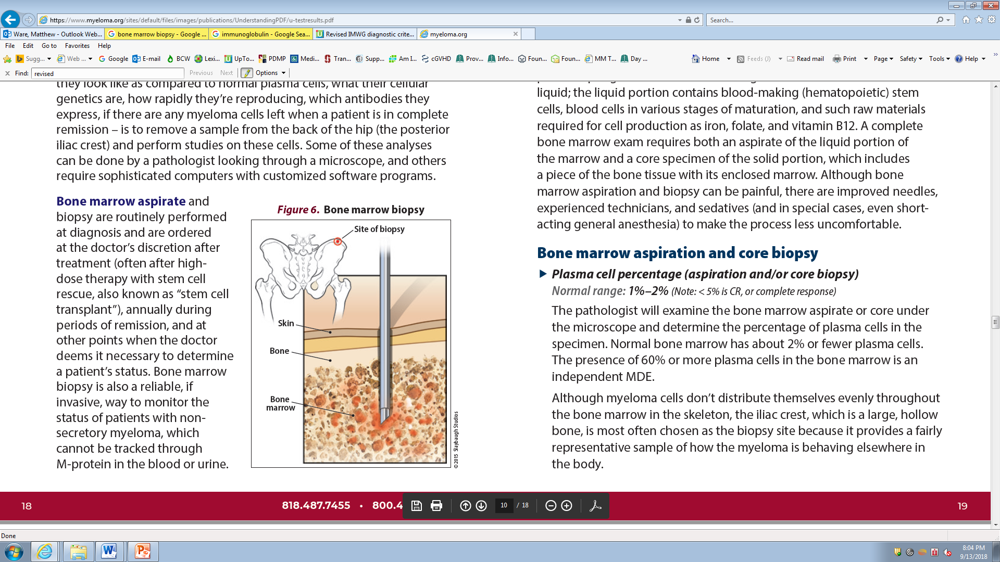 https://www.myeloma.org/sites/default/files/images/publications/UnderstandingPDF/u-testresults.pdf
Search...
Ware, Matthew - Outlook Web...
bone marrow biopsy - Google ...
immunoglobulin - Google Sea...
Revised IMWG diagnostic crite...
myeloma.org
File Edit Go to Favorites Help
Sugg... Web ... Google E-mail BCW Lexi... UpTo... PDMP Medi... Tran... Supp... Am I... cGVHD Prov... Info... Foun... Foun... MM T... Day ...
Home Feeds (J) Read mail Print Page Safety Tools Help
Find: revised Previous Next Options
they look like as compared to normal plasma cells, what their cellular
genetics are, how rapidly they're reproducing, which antibodies they
express, if there are any myeloma cells left when a patient is in complete
remission – is to remove a sample from the back of the hip (the posterior
iliac crest) and perform studies on these cells. Some of these analyses
can be done by a pathologist looking through a microscope, and others
require sophisticated computers with customized software programs.
Bone marrow aspirate and
biopsy are routinely performed
at diagnosis and are ordered
at the doctor's discretion after
treatment (often after high-
dose therapy with stem cell
rescue, also known as “stem cell
transplant”), annually during
periods of remission, and at
other points when the doctor
deems it necessary to determine
a patient's status. Bone marrow
biopsy is also a reliable, if
invasive, way to monitor the
status of patients with non-
secretory myeloma, which
cannot be tracked through
M-protein in the blood or urine.
Figure 6. Bone marrow biopsy
Site of biopsy
Skin
Bone
Bone
marrow
©2015 Slaybaugh Studios
liquid; the liquid portion contains blood-making (hematopoietic) stem
cells, blood cells in various stages of maturation, and such raw materials
required for cell production as iron, folate, and vitamin B12. A complete
bone marrow exam requires both an aspirate of the liquid portion of
the marrow and a core specimen of the solid portion, which includes
a piece of the bone tissue with its enclosed marrow. Although bone
marrow aspiration and biopsy can be painful, there are improved needles,
experienced technicians, and sedatives (and in special cases, even short-
acting general anesthesia) to make the process less uncomfortable.
Bone marrow aspiration and core biopsy
Plasma cell percentage (aspiration and/or core biopsy)
Normal range: 1%–2% (Note: < 5% is CR, or complete response)
The pathologist will examine the bone marrow aspirate or core under
the microscope and determine the percentage of plasma cells in the
specimen. Normal bone marrow has about 2% or fewer plasma cells.
The presence of 60% or more plasma cells in the bone marrow is an
independent MDE.
Although myeloma cells don't distribute themselves evenly throughout
the bone marrow in the skeleton, the iliac crest, which is a large, hollow
bone, is most often chosen as the biopsy site because it provides a fairly
representative sample of how the myeloma is behaving elsewhere in
the body.
18
818.487.7455 • 800.4
10 / 18
19
Done
8:04 PM
9/13/2018